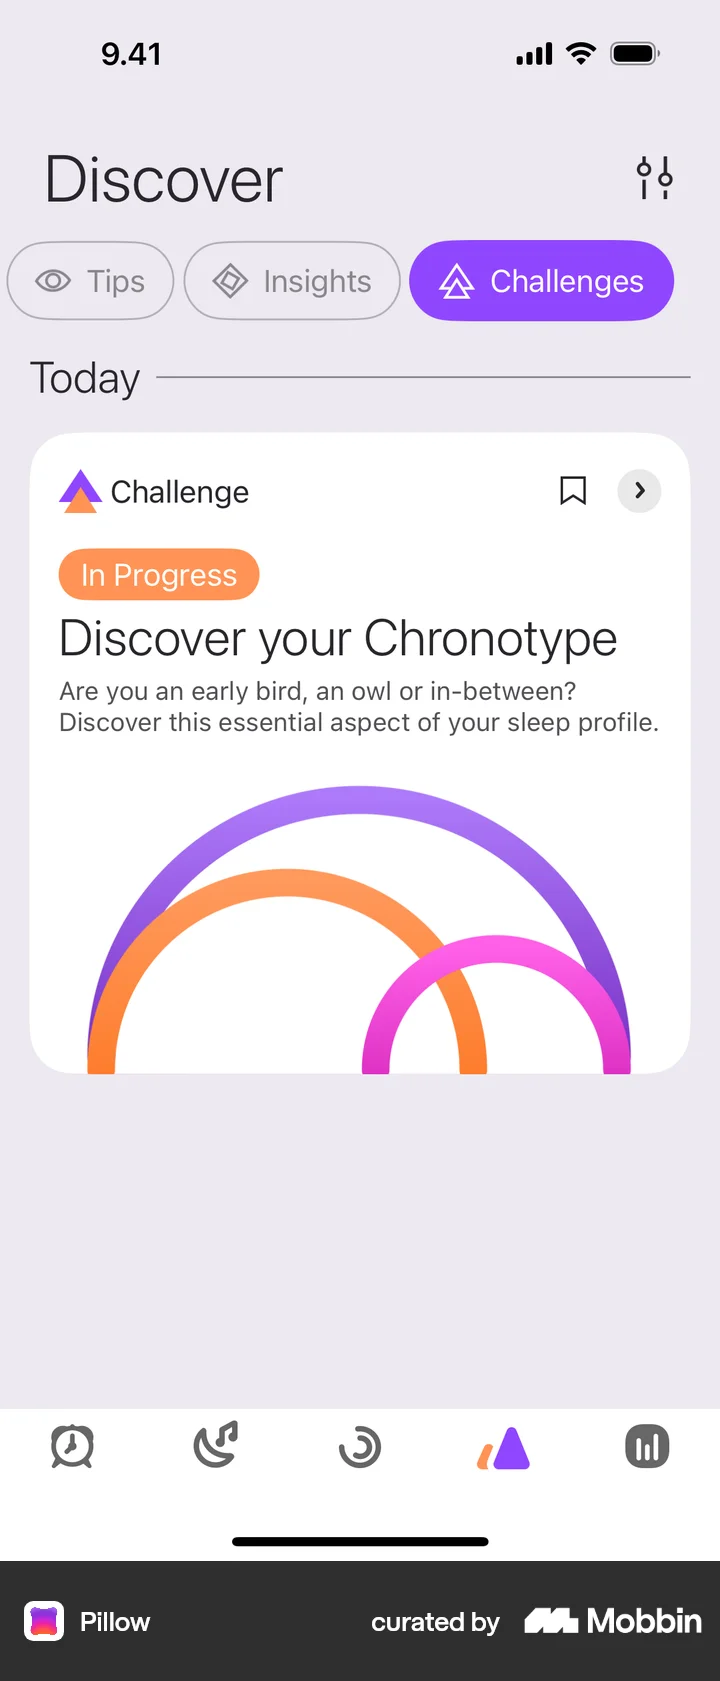 9.41
Discover
Tips
Insights
Challenges
Today
Challenge
In Progress
Discover your Chronotype
Are you an early bird, an owl or in-between?
Discover this essential aspect of your sleep profile.
Pillow
curated by
Mobbin